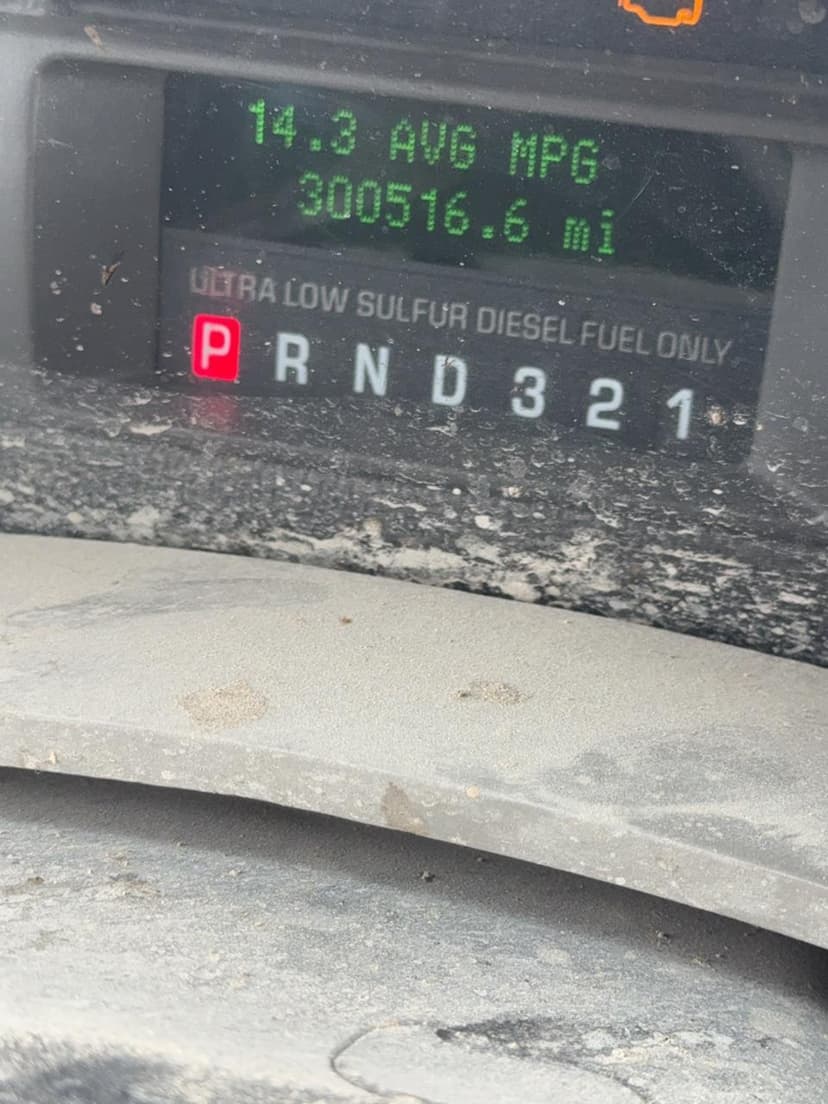 14.3 AVG MPG
300516.6 mi
ULTRA LOW SULFUR DIESEL FUEL ONLY
P R N D 3 2 1